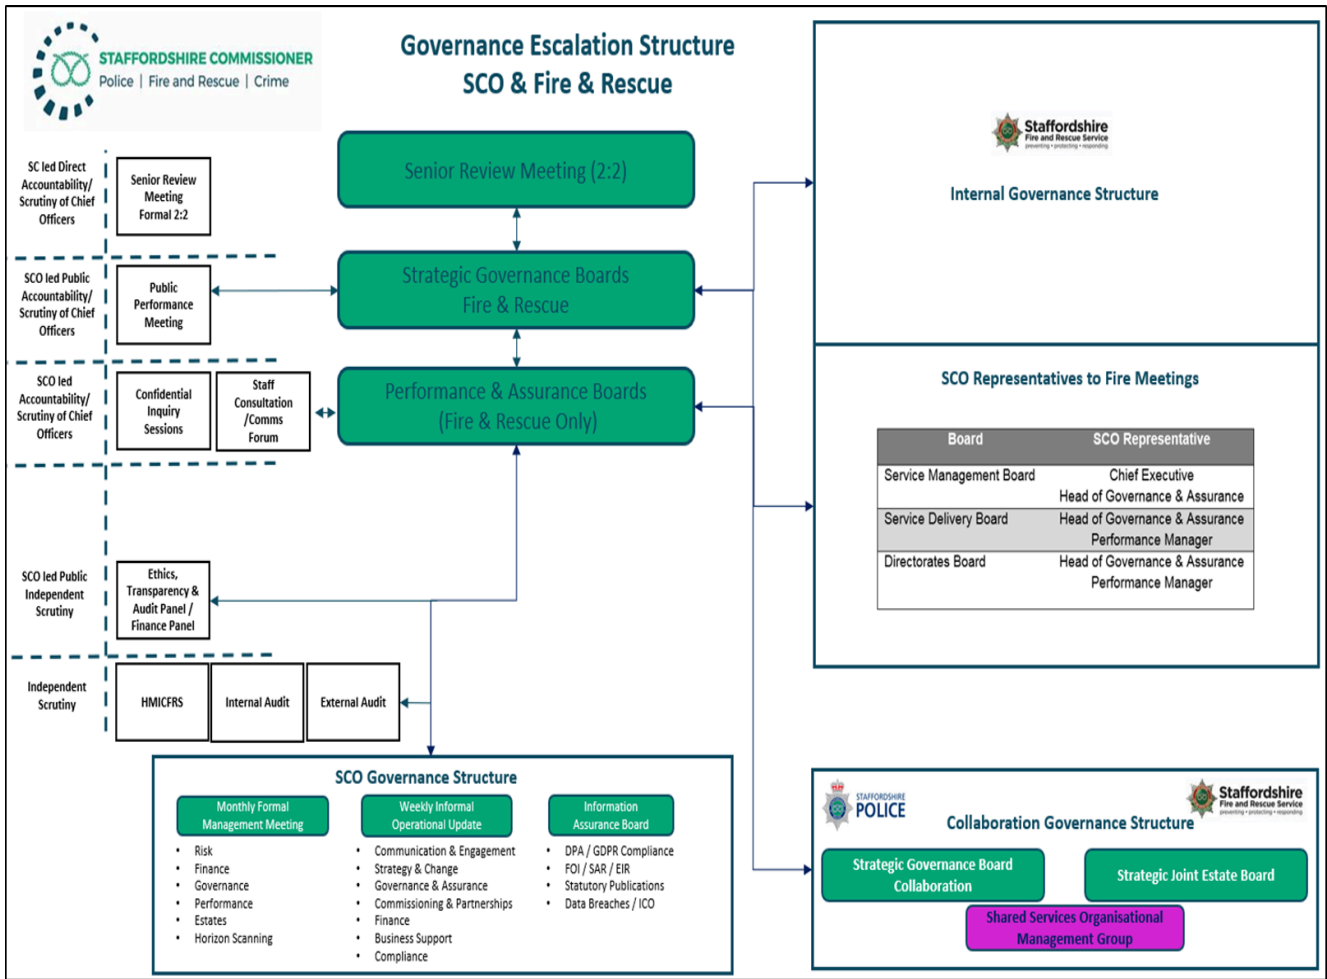 STAFFORDSHIRE COMMISSIONER
Police | Fire and Rescue | Crime
Governance Escalation Structure
SCO & Fire & Rescue
SC led Direct
Accountability/
Scrutiny of Chief
Officers
Senior Review
Meeting
Formal 2:2
Senior Review Meeting (2:2)
SCO led Public
Accountability/
Scrutiny of Chief
Officers
Public
Performance
Meeting
Strategic Governance Boards
Fire & Rescue
SCO led
Accountability/
Scrutiny of Chief
Officers
Confidential
Inquiry
Sessions
Staff
Consultation
/Comms
Forum
Performance & Assurance Boards
(Fire & Rescue Only)
SCO led Public
Independent
Scrutiny
Ethics,
Transparency &
Audit Panel /
Finance Panel
Independent
Scrutiny
HMICFRS
Internal Audit
External Audit
SCO Governance Structure
Monthly Formal
Management Meeting
• Risk
• Finance
• Governance
• Performance
• Estates
• Horizon Scanning
Weekly Informal
Operational Update
• Communication & Engagement
• Strategy & Change
• Governance & Assurance
• Commissioning & Partnerships
• Finance
• Business Support
• Compliance
Information
Assurance Board
• DPA / GDPR Compliance
• FOI / SAR / EIR
• Statutory Publications
• Data Breaches / ICO
Staffordshire
Fire and Rescue Service
preventing • protecting • responding
Internal Governance Structure
SCO Representatives to Fire Meetings
Board SCO Representative
Service Management Board Chief Executive
Head of Governance & Assurance
Service Delivery Board Head of Governance & Assurance
Performance Manager
Directorates Board Head of Governance & Assurance
Performance Manager
STAFFORDSHIRE
POLICE
Staffordshire
Fire and Rescue Service
preventing • protecting • responding
Collaboration Governance Structure
Strategic Governance Board
Collaboration
Strategic Joint Estate Board
Shared Services Organisational
Management Group